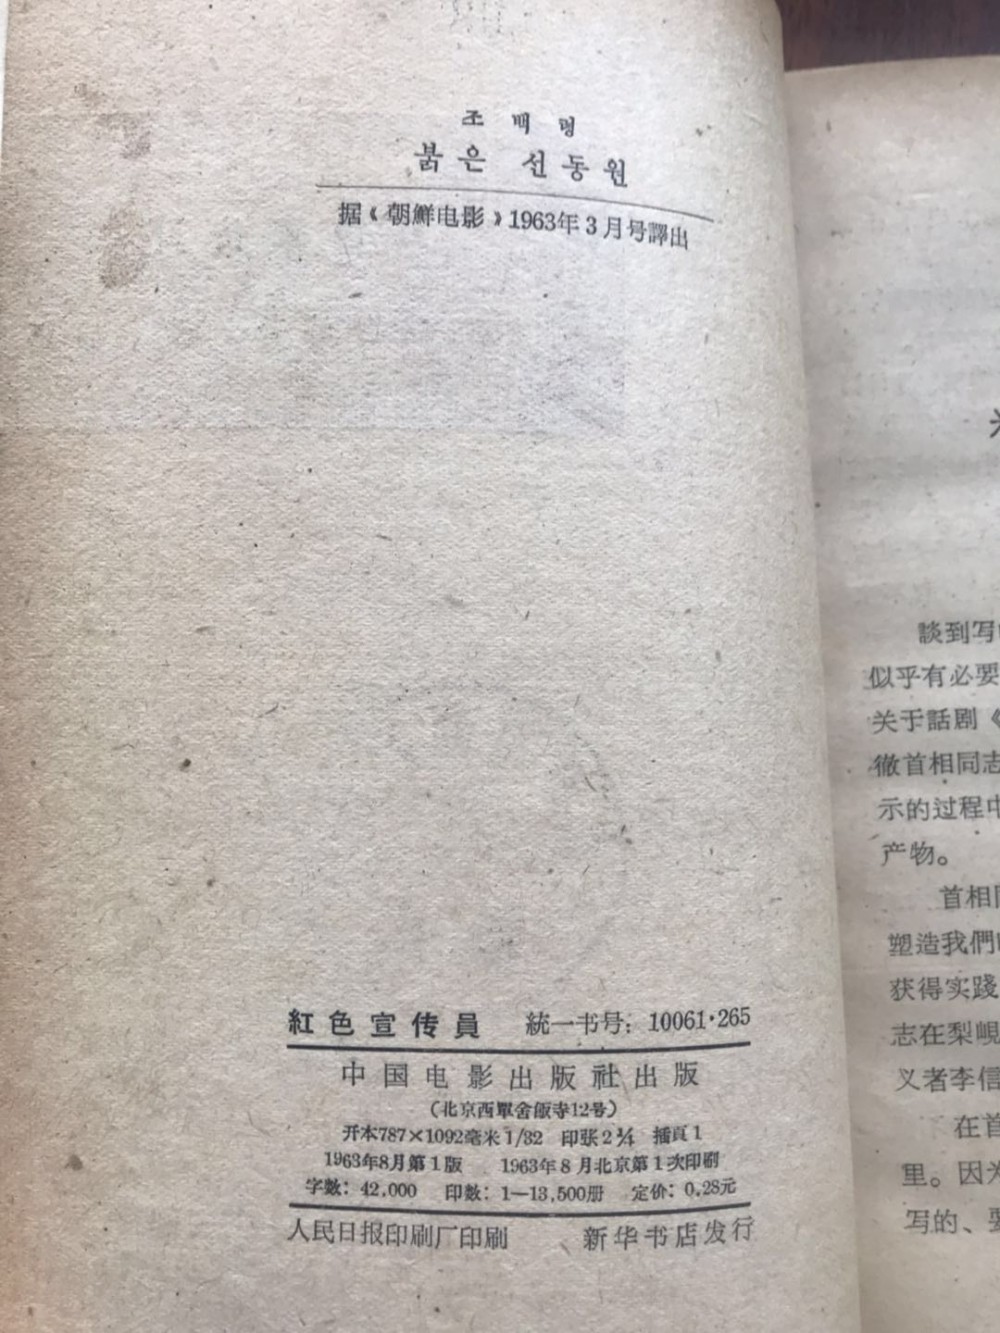 조백령
붉은 선동원
据《朝鮮电影》1963年3月号譯出
紅色宣传員 統一书号：10061·265
中国电影出版社出版
（北京西單舍飯寺12号）
开本787×1092毫米1/32 印张2¼ 插頁1
1963年8月第1版 1963年8月北京第1次印刷
字数：42,000 印数：1—13,500册 定价：0.28元
人民日报印刷厂印刷 新华书店发行
談到写
似乎有必要
关于話剧《
徹首相同志
示的过程中
产物。
首相同
塑造我們
获得实踐
志在梨峴
义者李信
在首
里。因为
写的、要